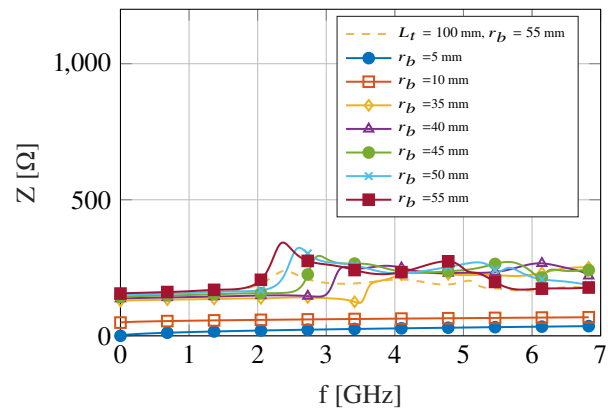 L_t = 100 mm, r_b = 55 mm
r_b =5 mm
r_b =10 mm
r_b =35 mm
r_b =40 mm
r_b =45 mm
r_b =50 mm
r_b =55 mm
1,000
500
0
Z [Ω]
0 1 2 3 4 5 6 7
f [GHz]